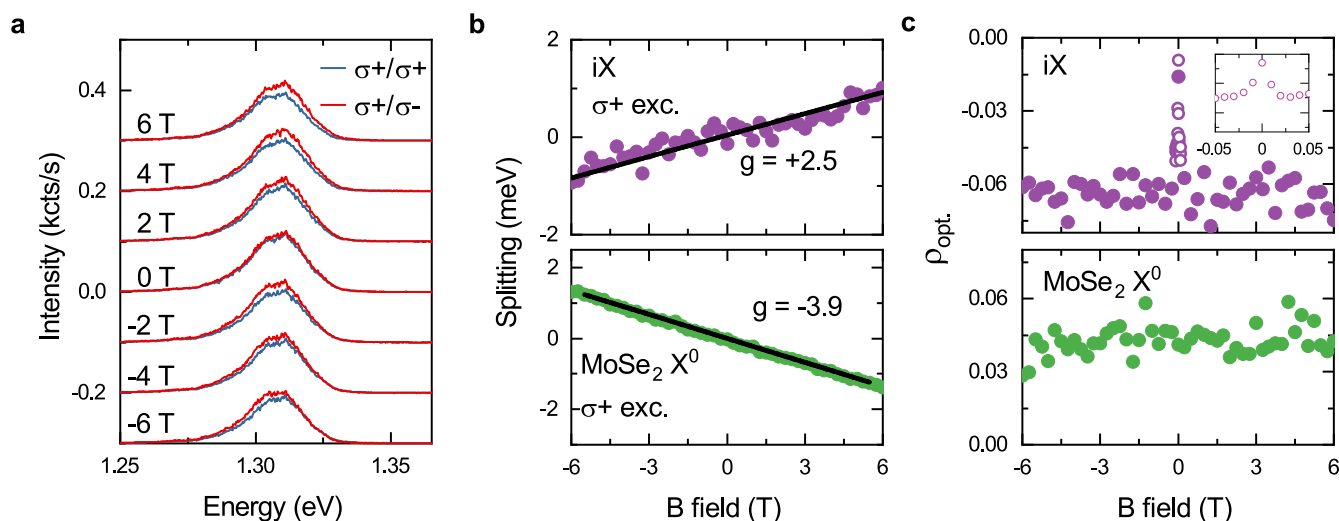 a
σ+/σ+
σ+/σ-
6 T
4 T
2 T
0 T
-2 T
-4 T
-6 T
0.4
0.2
0.0
-0.2
Intensity (kcts/s)
1.25
1.30
1.35
Energy (eV)
b
iX
σ+ exc.
g = +2.5
2
0
-2
MoSe₂ X⁰
σ+ exc.
g = -3.9
2
0
-2
Splitting (meV)
-6
-3
0
3
6
B field (T)
c
iX
0.00
-0.03
-0.06
-0.05
0.00
0.05
MoSe₂ X⁰
0.06
0.03
0.00
ρopt.
-6
-3
0
3
6
B field (T)